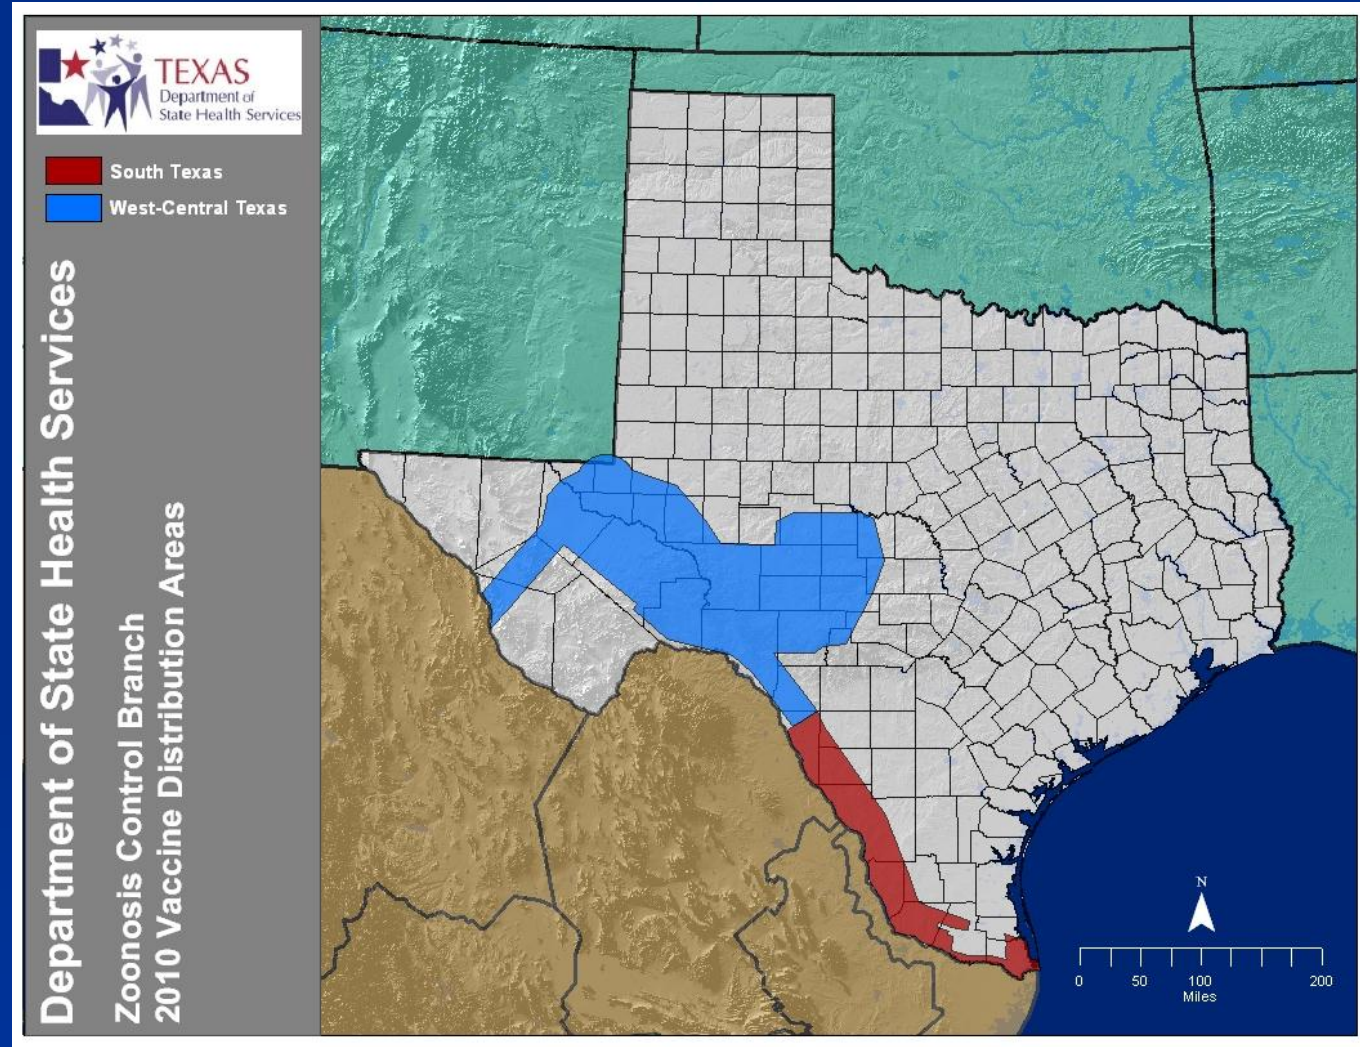 TEXAS
Department of
State Health Services
South Texas
West-Central Texas
Department of State Health Services
Zoonosis Control Branch
2010 Vaccine Distribution Areas
N
0 50 100 200
Miles